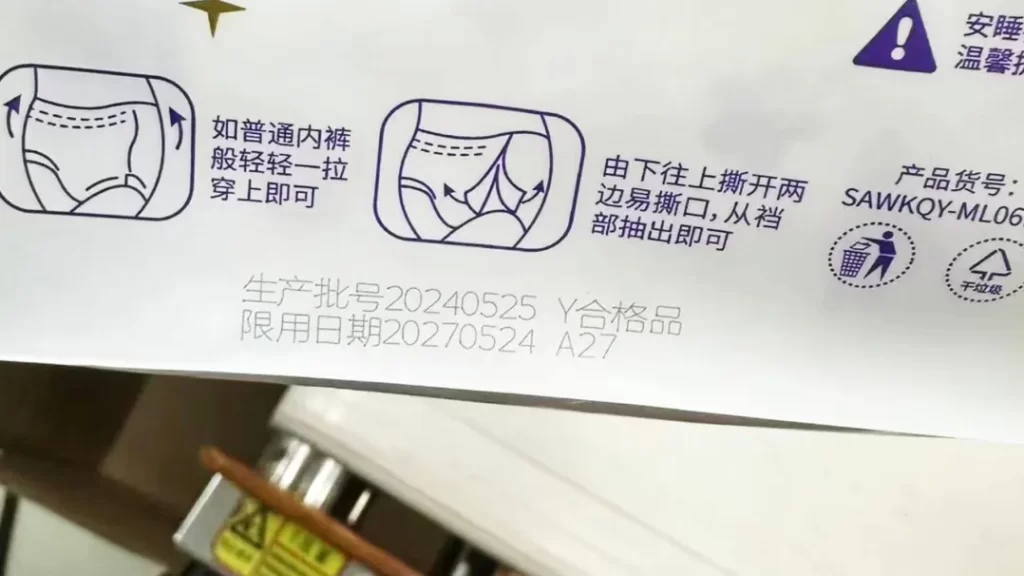 安睡
温馨
如普通内裤
般轻轻一拉
穿上即可
由下往上撕开两
边易撕口,从裆
部抽出即可
产品货号:
SAWKQY-ML06
干垃圾
生产批号20240525 Y合格品
限用日期20270524 A27